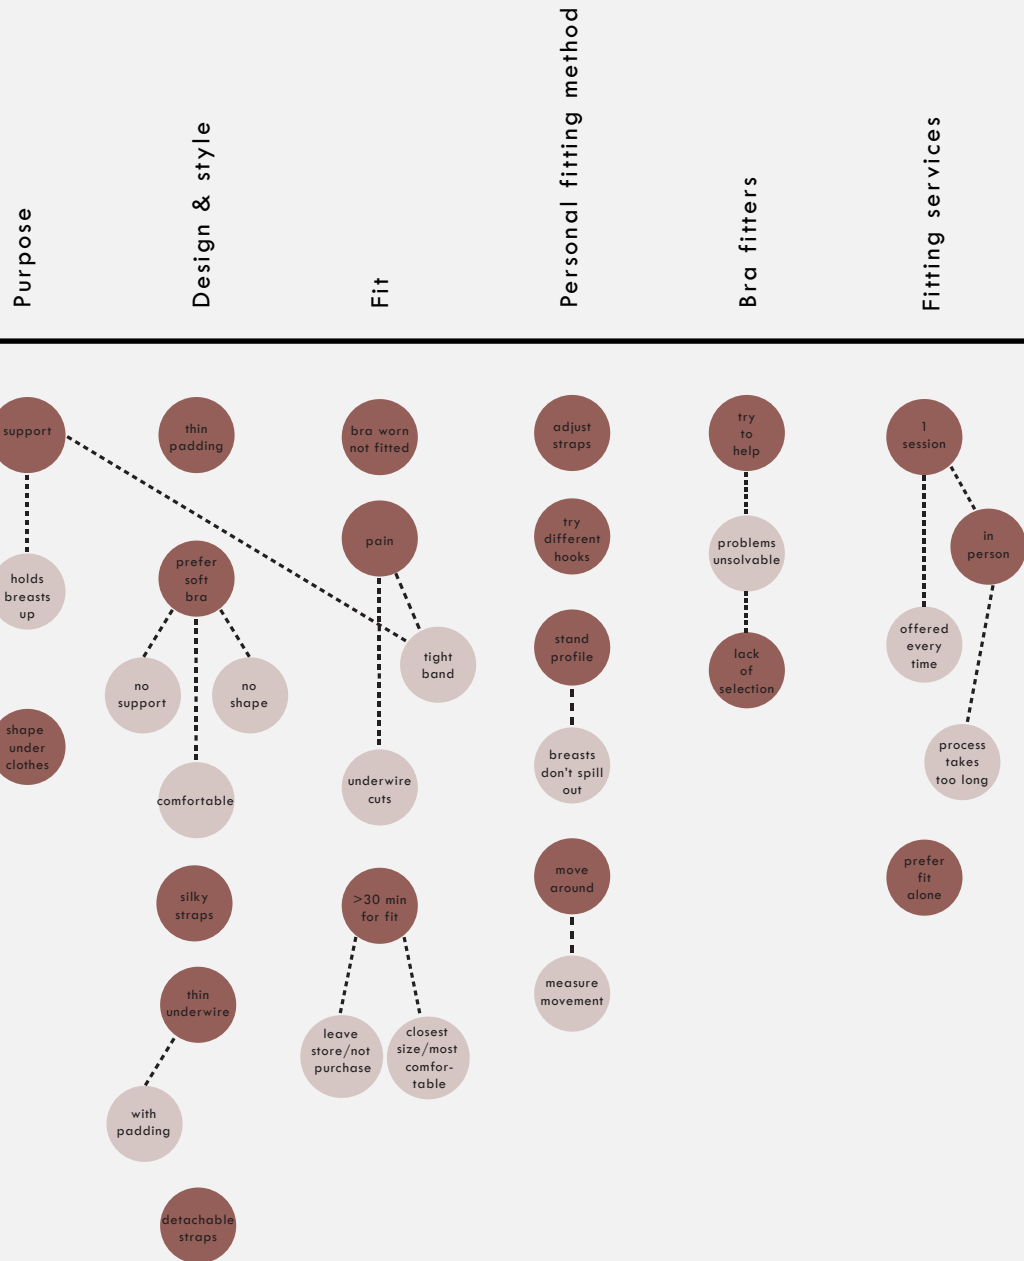 Purpose
Design & style
Fit
Personal fitting method
Bra fitters
Fitting services
support
holds
breasts
up
shape
under
clothes
thin
padding
prefer
soft
bra
no
support
no
shape
comfortable
silky
straps
thin
underwire
with
padding
detachable
straps
bra worn
not fitted
pain
tight
band
underwire
cuts
>30 min
for fit
leave
store/not
purchase
closest
size/most
comfor-
table
adjust
straps
try
different
hooks
stand
profile
breasts
don't spill
out
move
around
measure
movement
try
to
help
problems
unsolvable
lack
of
selection
1
session
in
person
offered
every
time
process
takes
too long
prefer
fit
alone